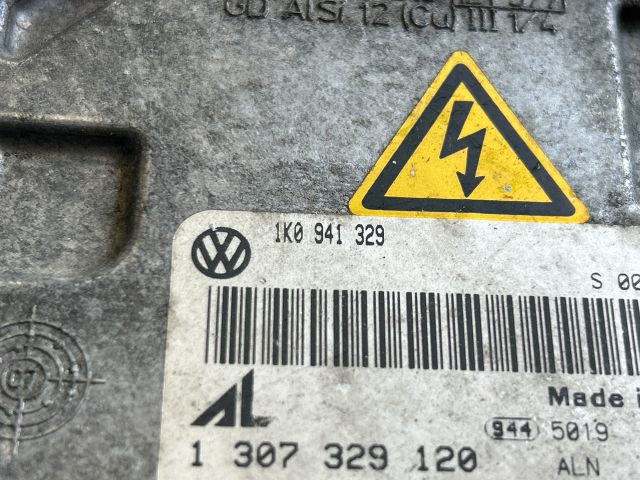 GD AlSi 12 (Cu) III 1/4
1K0 941 329
S 00
Made i
944 5019
AL
1 307 329 120
ALN
07